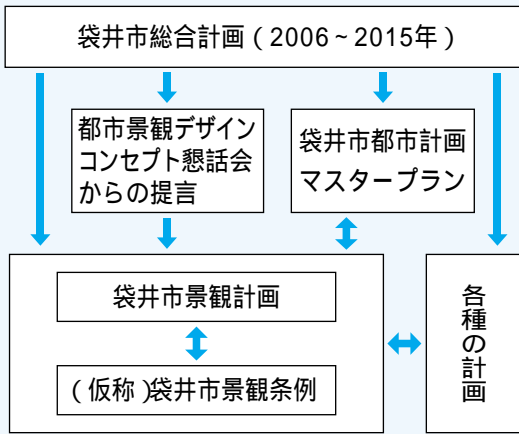 袋井市総合計画(2006~2015年)
都市景観デザイン
コンセプト懇話会
からの提言
袋井市都市計画
マスタープラン
袋井市景観計画
(仮称)袋井市景観条例
各種の計画